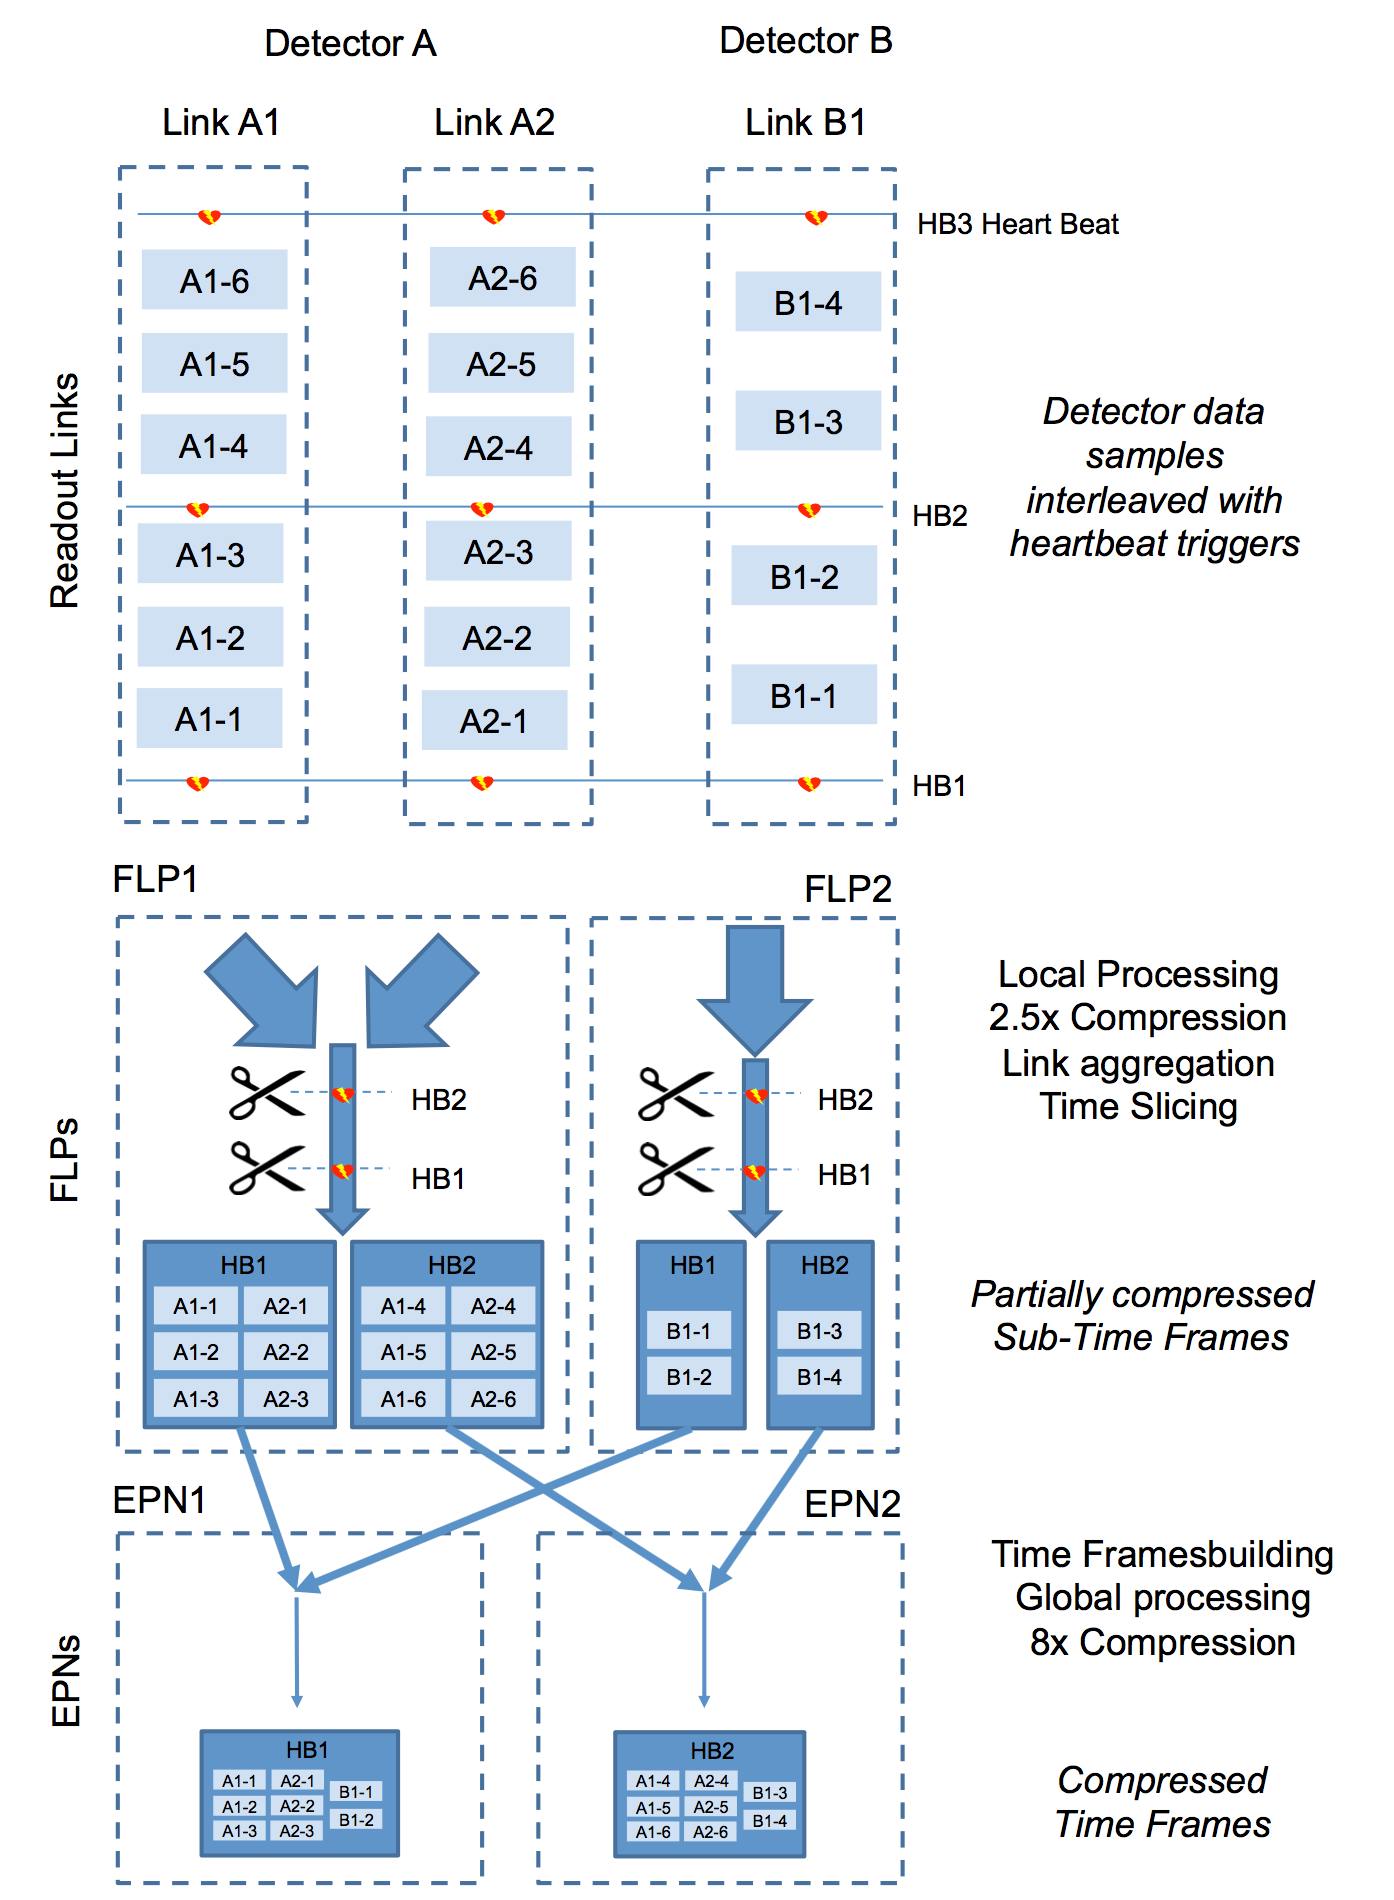 Detector A
Detector B
Link A1
Link A2
Link B1
HB3 Heart Beat
A1-6
A2-6
B1-4
A1-5
A2-5
A1-4
A2-4
B1-3
Detector data
samples
interleaved with
heartbeat triggers
Readout Links
HB2
A1-3
A2-3
B1-2
A1-2
A2-2
B1-1
A1-1
A2-1
HB1
FLP1
FLP2
Local Processing
2.5x Compression
Link aggregation
Time Slicing
HB2
HB2
HB1
HB1
FLPs
HB1
HB2
HB1
HB2
A1-1 A2-1
A1-4 A2-4
B1-1
B1-3
A1-2 A2-2
A1-5 A2-5
B1-2
B1-4
A1-3 A2-3
A1-6 A2-6
Partially compressed
Sub-Time Frames
EPN1
EPN2
Time Framesbuilding
Global processing
8x Compression
EPNs
HB1
A1-1 A2-1 B1-1
A1-2 A2-2 B1-2
A1-3 A2-3
HB2
A1-4 A2-4 B1-3
A1-5 A2-5 B1-4
A1-6 A2-6
Compressed
Time Frames